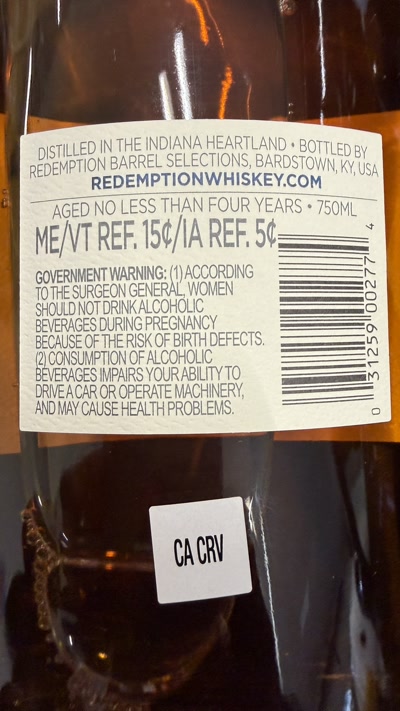 DISTILLED IN THE INDIANA HEARTLAND • BOTTLED BY
REDEMPTION BARREL SELECTIONS, BARDSTOWN, KY, USA
REDEMPTIONWHISKEY.COM
AGED NO LESS THAN FOUR YEARS • 750ML
ME/VT REF. 15¢/IA REF. 5¢
GOVERNMENT WARNING: (1) ACCORDING
TO THE SURGEON GENERAL, WOMEN
SHOULD NOT DRINK ALCOHOLIC
BEVERAGES DURING PREGNANCY
BECAUSE OF THE RISK OF BIRTH DEFECTS.
(2) CONSUMPTION OF ALCOHOLIC
BEVERAGES IMPAIRS YOUR ABILITY TO
DRIVE A CAR OR OPERATE MACHINERY,
AND MAY CAUSE HEALTH PROBLEMS.
0 31259 00277 4
CA CRV